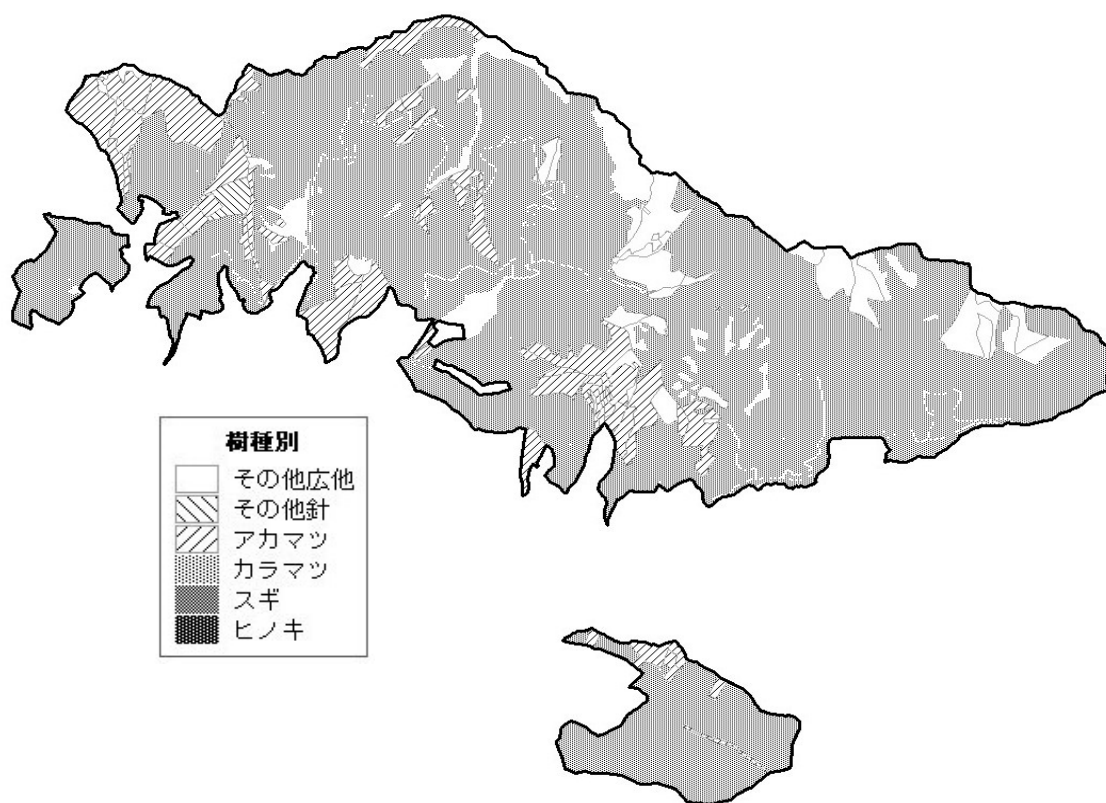 樹種別
その他広他
その他針
アカマツ
カラマツ
スギ
ヒノキ